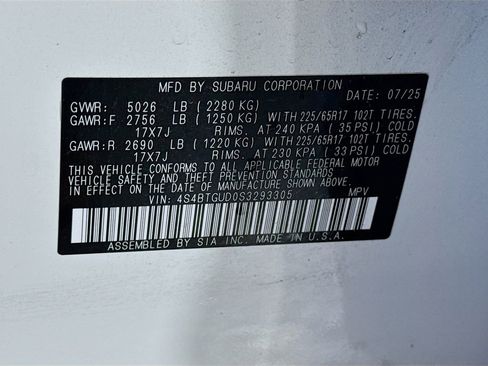 MFD BY SUBARU CORPORATION
DATE: 07/25
GVWR: 5026 LB ( 2280 KG)
GAWR:F 2756 LB ( 1250 KG) WITH 225/65R17 102T TIRES.
17X7J RIMS. AT 240 KPA ( 35 PSI) COLD
GAWR:R 2690 LB ( 1220 KG) WITH 225/65R17 102T TIRES.
17X7J RIMS. AT 230 KPA ( 33 PSI) COLD
THIS VEHICLE CONFORMS TO ALL APPLICABLE FEDERAL MOTOR
VEHICLE SAFETY AND THEFT PREVENTION STANDARDS
IN EFFECT ON THE DATE OF MANUFACTURE SHOWN ABOVE.
VIN: 4S4BTGUD0S3293305 MPV
ASSEMBLED BY SIA INC. MADE IN U.S.A.